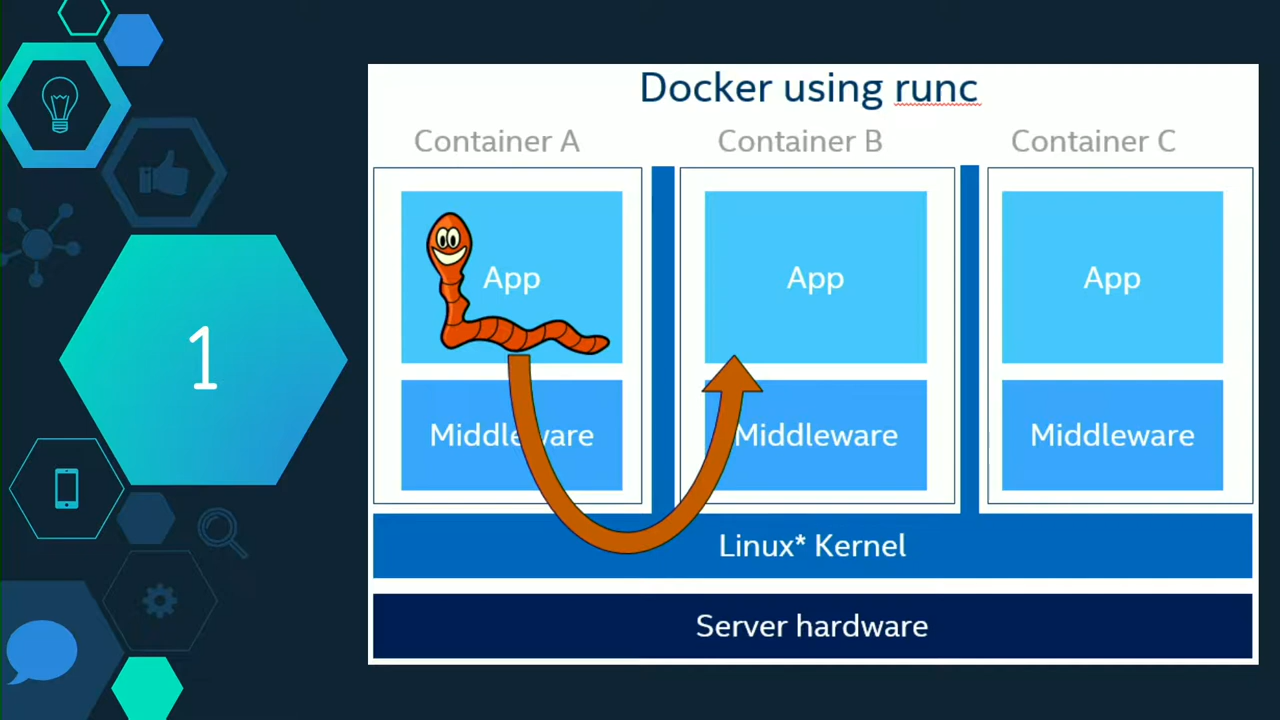 1
Docker using runc
Container A
Container B
Container C
App
App
App
Middleware
Middleware
Middleware
Linux* Kernel
Server hardware